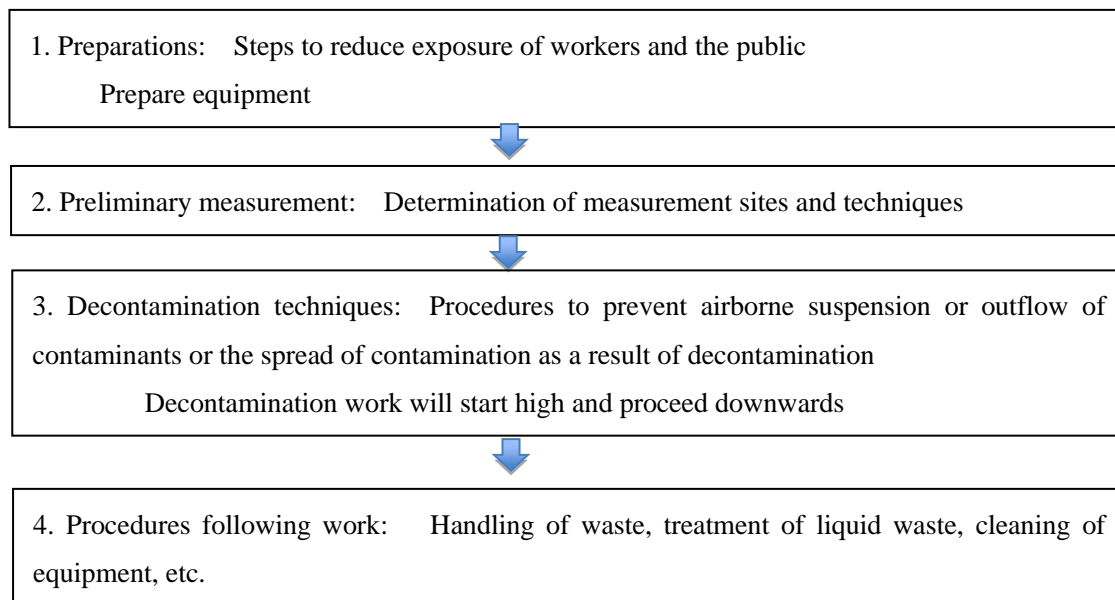 1. Preparations: Steps to reduce exposure of workers and the public
Prepare equipment
2. Preliminary measurement: Determination of measurement sites and techniques
3. Decontamination techniques: Procedures to prevent airborne suspension or outflow of
contaminants or the spread of contamination as a result of decontamination
Decontamination work will start high and proceed downwards
4. Procedures following work: Handling of waste, treatment of liquid waste, cleaning of
equipment, etc.